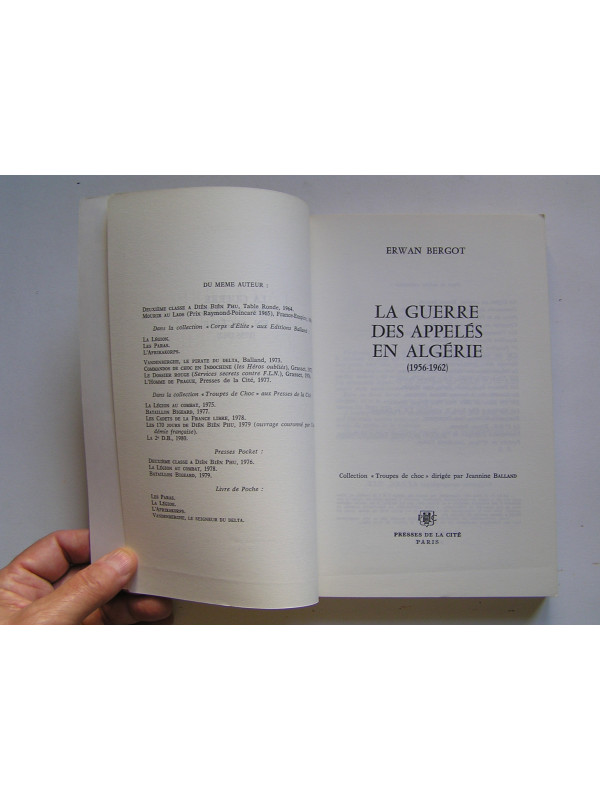 DU MEME AUTEUR :
DEUXIÈME CLASSE A DIÊN BIÊN PHU, Table Ronde, 1964.
MOURIR AU LAOS (Prix Raymond-Poincaré 1965), France-Empire,
Dans la collection « Corps d'Elite » aux Editions Balland
LA LÉGION.
LES PARAS.
L'AFRIKAKORPS.
VANDENBERGHE, LE PIRATE DU DELTA, Balland, 1973.
COMMANDOS DE CHOC EN INDOCHINE (les Héros oubliés), Grasset,
LE DOSSIER ROUGE (Services secrets contre F.L.N.), Grasset,
L'HOMME DE PRAGUE, Presses de la Cité, 1977.
Dans la collection « Troupes de Choc » aux Presses de la
LA LÉGION AU COMBAT, 1975.
BATAILLON BIGEARD, 1977.
LES CADETS DE LA FRANCE LIBRE, 1978.
LES 170 JOURS DE DIÊN BIÊN PHU, 1979 (ouvrage couronné par
démie française).
LA 2e D.B., 1980.
Presses Pocket :
DEUXIÈME CLASSE A DIÊN BIÊN PHU, 1976.
LA LÉGION AU COMBAT, 1978.
BATAILLON BIGEARD, 1979.
Livre de Poche :
LES PARAS.
LA LÉGION.
L'AFRIKAKORPS.
VANDENBERGHE, LE SEIGNEUR DU DELTA.
ERWAN BERGOT
LA GUERRE
DES APPELÉS
EN ALGÉRIE
(1956-1962)
Collection « Troupes de choc » dirigée par Jeannine BALLAND
PRESSES DE LA CITÉ
PARIS